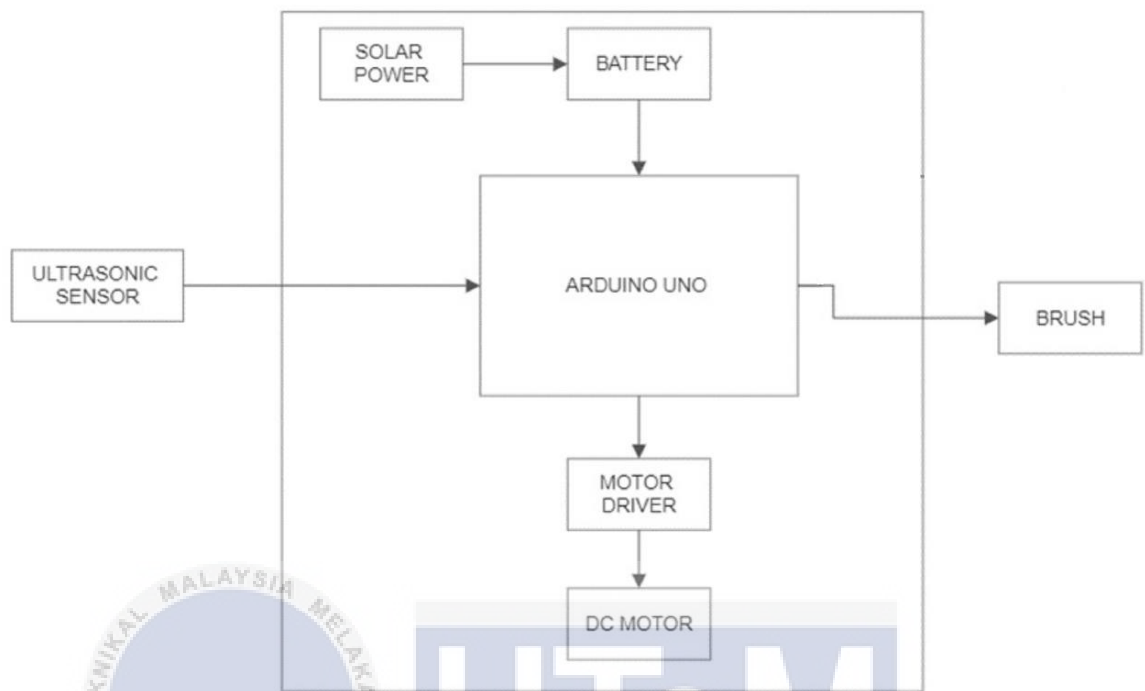 SOLAR
POWER
BATTERY
ULTRASONIC
SENSOR
ARDUINO UNO
BRUSH
MOTOR
DRIVER
DC MOTOR
MALAYSIA